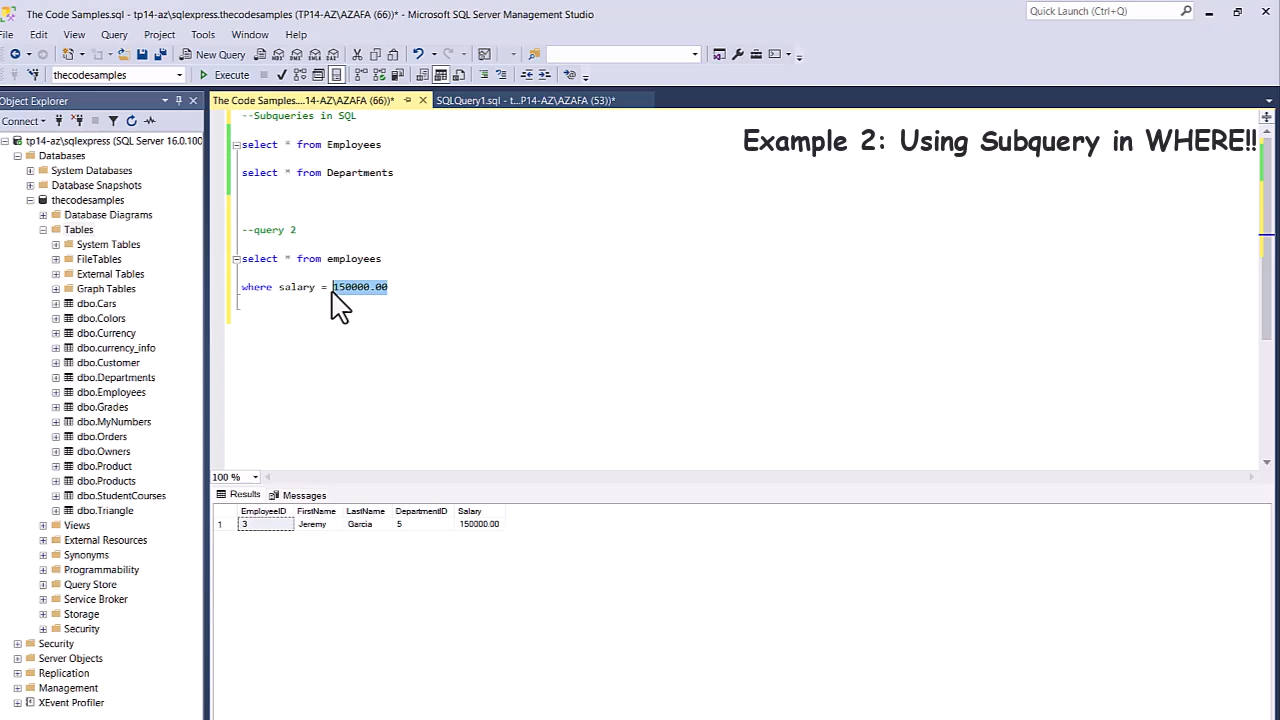 The Code Samples.sql - tp14-az\sqlexpress.thecodesamples (TP14-AZ\AZAFA (66))* - Microsoft SQL Server Management Studio
Quick Launch (Ctrl+Q)
File Edit View Query Project Tools Window Help
New Query
thecodesamples
Execute
Object Explorer
The Code Samples....14-AZ\AZAFA (66))*
SQLQuery1.sql - t...P14-AZ\AZAFA (53))*
Connect
tp14-az\sqlexpress (SQL Server 16.0.100
Databases
System Databases
Database Snapshots
thecodesamples
Database Diagrams
Tables
System Tables
FileTables
External Tables
Graph Tables
dbo.Cars
dbo.Colors
dbo.Currency
dbo.currency_info
dbo.Customer
dbo.Departments
dbo.Employees
dbo.Grades
dbo.MyNumbers
dbo.Orders
dbo.Owners
dbo.Product
dbo.Products
dbo.StudentCourses
dbo.Triangle
Views
External Resources
Synonyms
Programmability
Query Store
Service Broker
Storage
Security
Security
Server Objects
Replication
Management
XEvent Profiler
--Subqueries in SQL
Example 2: Using Subquery in WHERE!!
select * from Employees
select * from Departments
--query 2
select * from employees
where salary = 150000.00
100 %
Results Messages
EmployeeID FirstName LastName DepartmentID Salary
1 3 Jeremy Garcia 5 150000.00